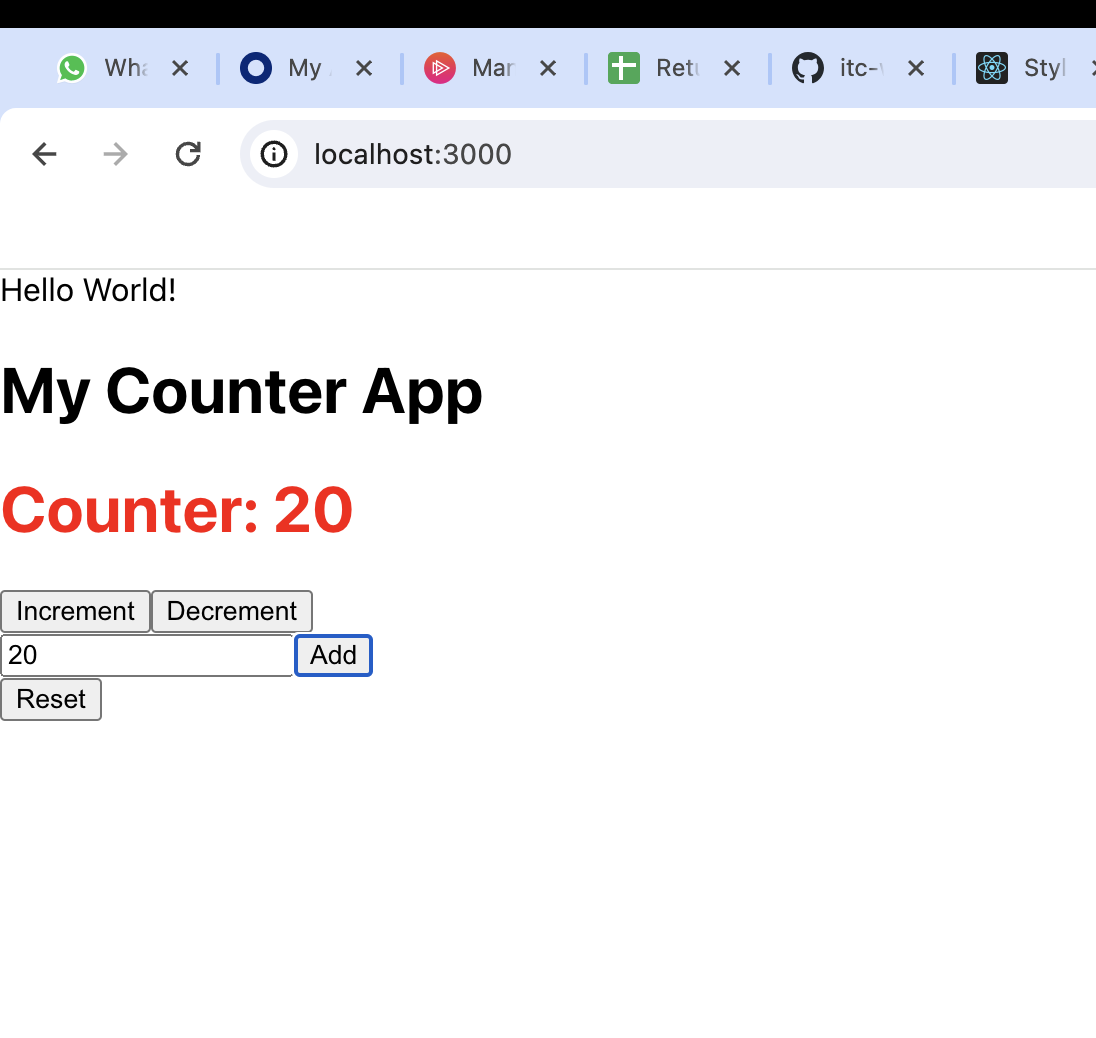 Wha My Mar Retu itc- Styl
localhost:3000
Hello World!
My Counter App
Counter: 20
Increment Decrement
20 Add
Reset